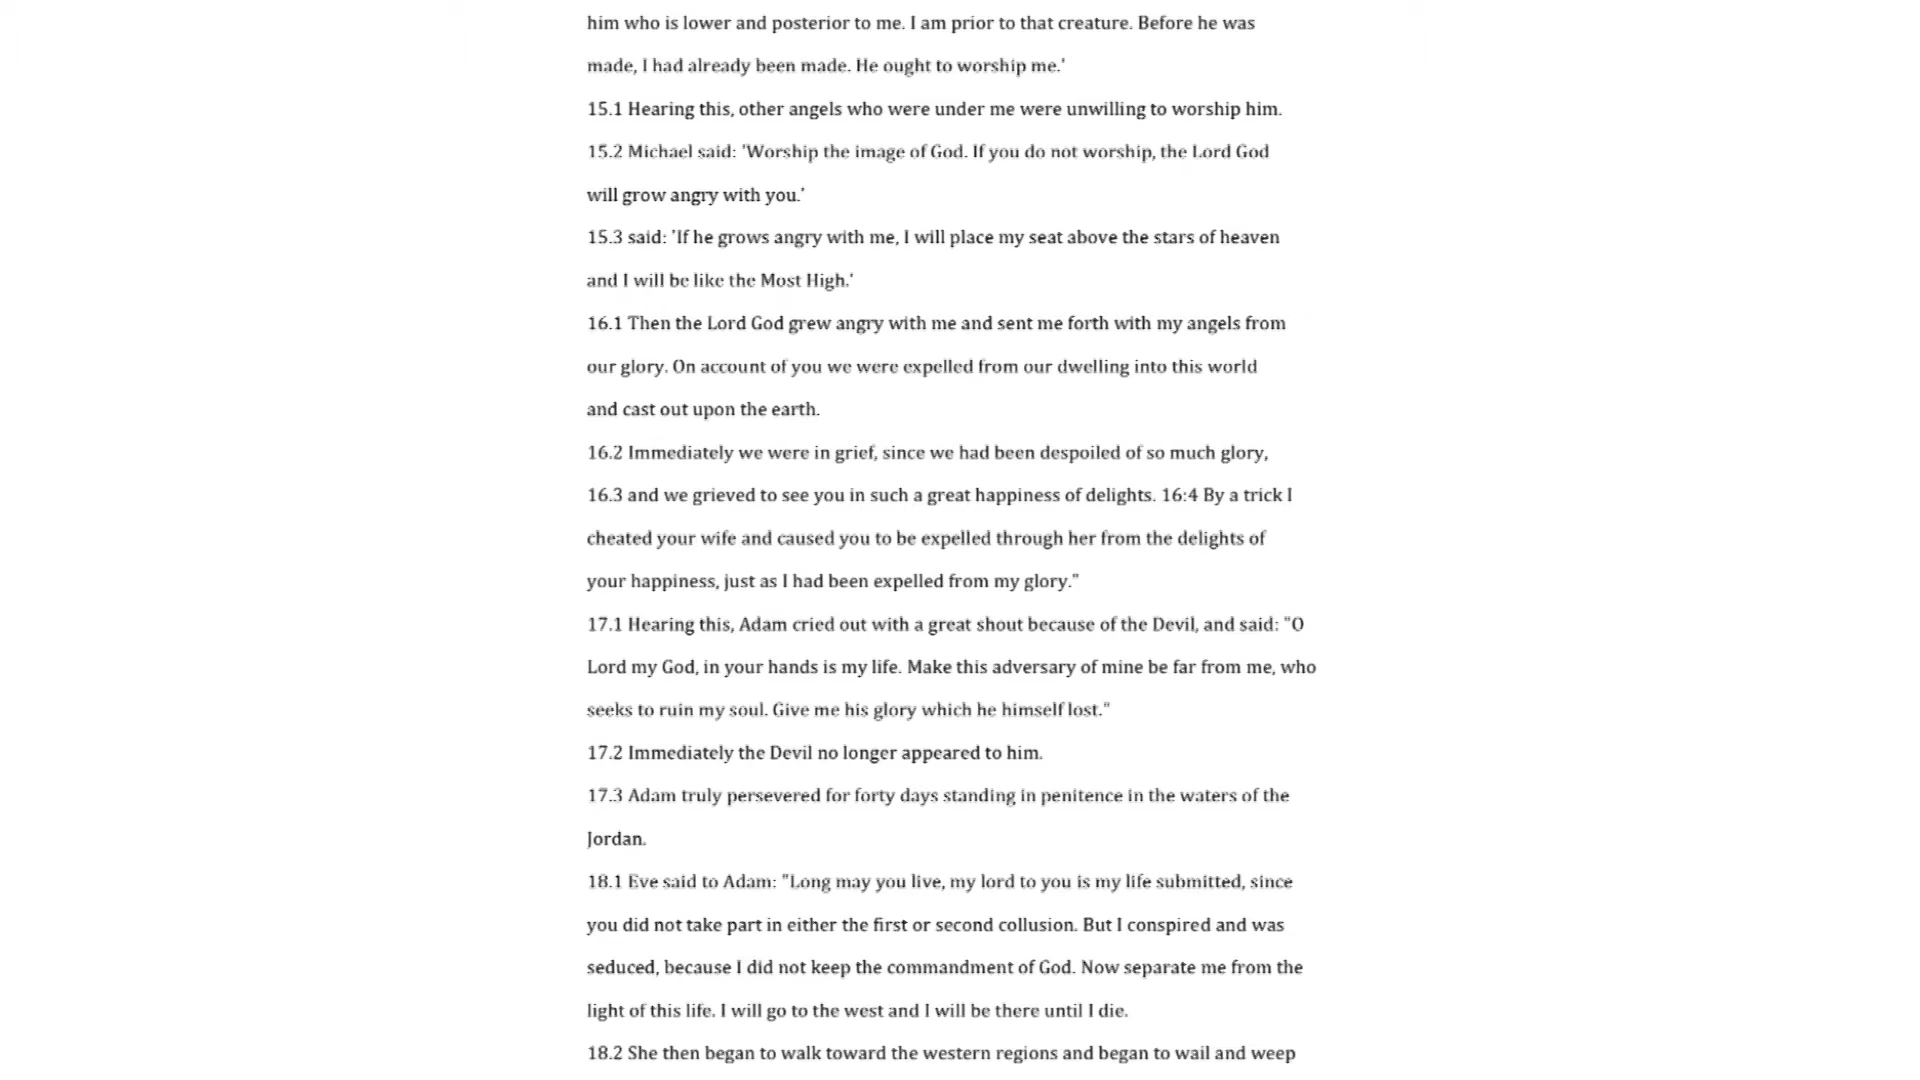 him who is lower and posterior to me. I am prior to that creature. Before he was
made, I had already been made. He ought to worship me.'
15.1 Hearing this, other angels who were under me were unwilling to worship him.
15.2 Michael said: 'Worship the image of God. If you do not worship, the Lord God
will grow angry with you.'
15.3 said: 'If he grows angry with me, I will place my seat above the stars of heaven
and I will be like the Most High.'
16.1 Then the Lord God grew angry with me and sent me forth with my angels from
our glory. On account of you we were expelled from our dwelling into this world
and cast out upon the earth.
16.2 Immediately we were in grief, since we had been despoiled of so much glory,
16.3 and we grieved to see you in such a great happiness of delights. 16:4 By a trick I
cheated your wife and caused you to be expelled through her from the delights of
your happiness, just as I had been expelled from my glory."
17.1 Hearing this, Adam cried out with a great shout because of the Devil, and said: "O
Lord my God, in your hands is my life. Make this adversary of mine be far from me, who
seeks to ruin my soul. Give me his glory which he himself lost."
17.2 Immediately the Devil no longer appeared to him.
17.3 Adam truly persevered for forty days standing in penitence in the waters of the
Jordan.
18.1 Eve said to Adam: "Long may you live, my lord to you is my life submitted, since
you did not take part in either the first or second collusion. But I conspired and was
seduced, because I did not keep the commandment of God. Now separate me from the
light of this life. I will go to the west and I will be there until I die.
18.2 She then began to walk toward the western regions and began to wail and weep